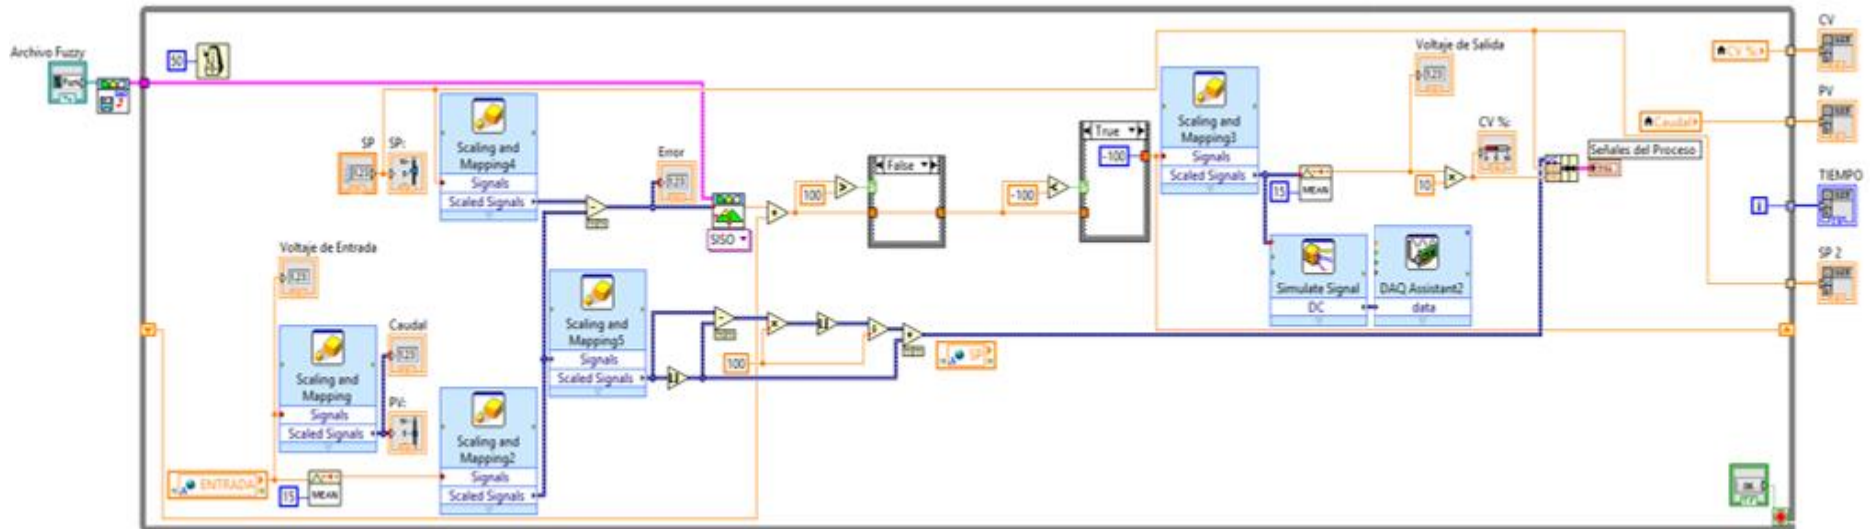 Archivo Fuzzy
50
SP
SP:
Scaling and
Mapping4
Signals
Scaled Signals
Error
SISO
Voltaje de Entrada
Scaling and
Mapping
Signals
Scaled Signals
Caudal
PV:
ENTRADA
15
MEAN
Scaling and
Mapping2
Signals
Scaled Signals
Scaling and
Mapping5
Signals
Scaled Signals
100
100
False
-100
True
-100
SP
Scaling and
Mapping3
Signals
Scaled Signals
15
MEAN
Simulate Signal
DC
DAQ Assistant2
data
Voltaje de Salida
CV %:
10
Señales del Proceso
CV %
Caudal
CV
PV
TIEMPO
i
SP 2